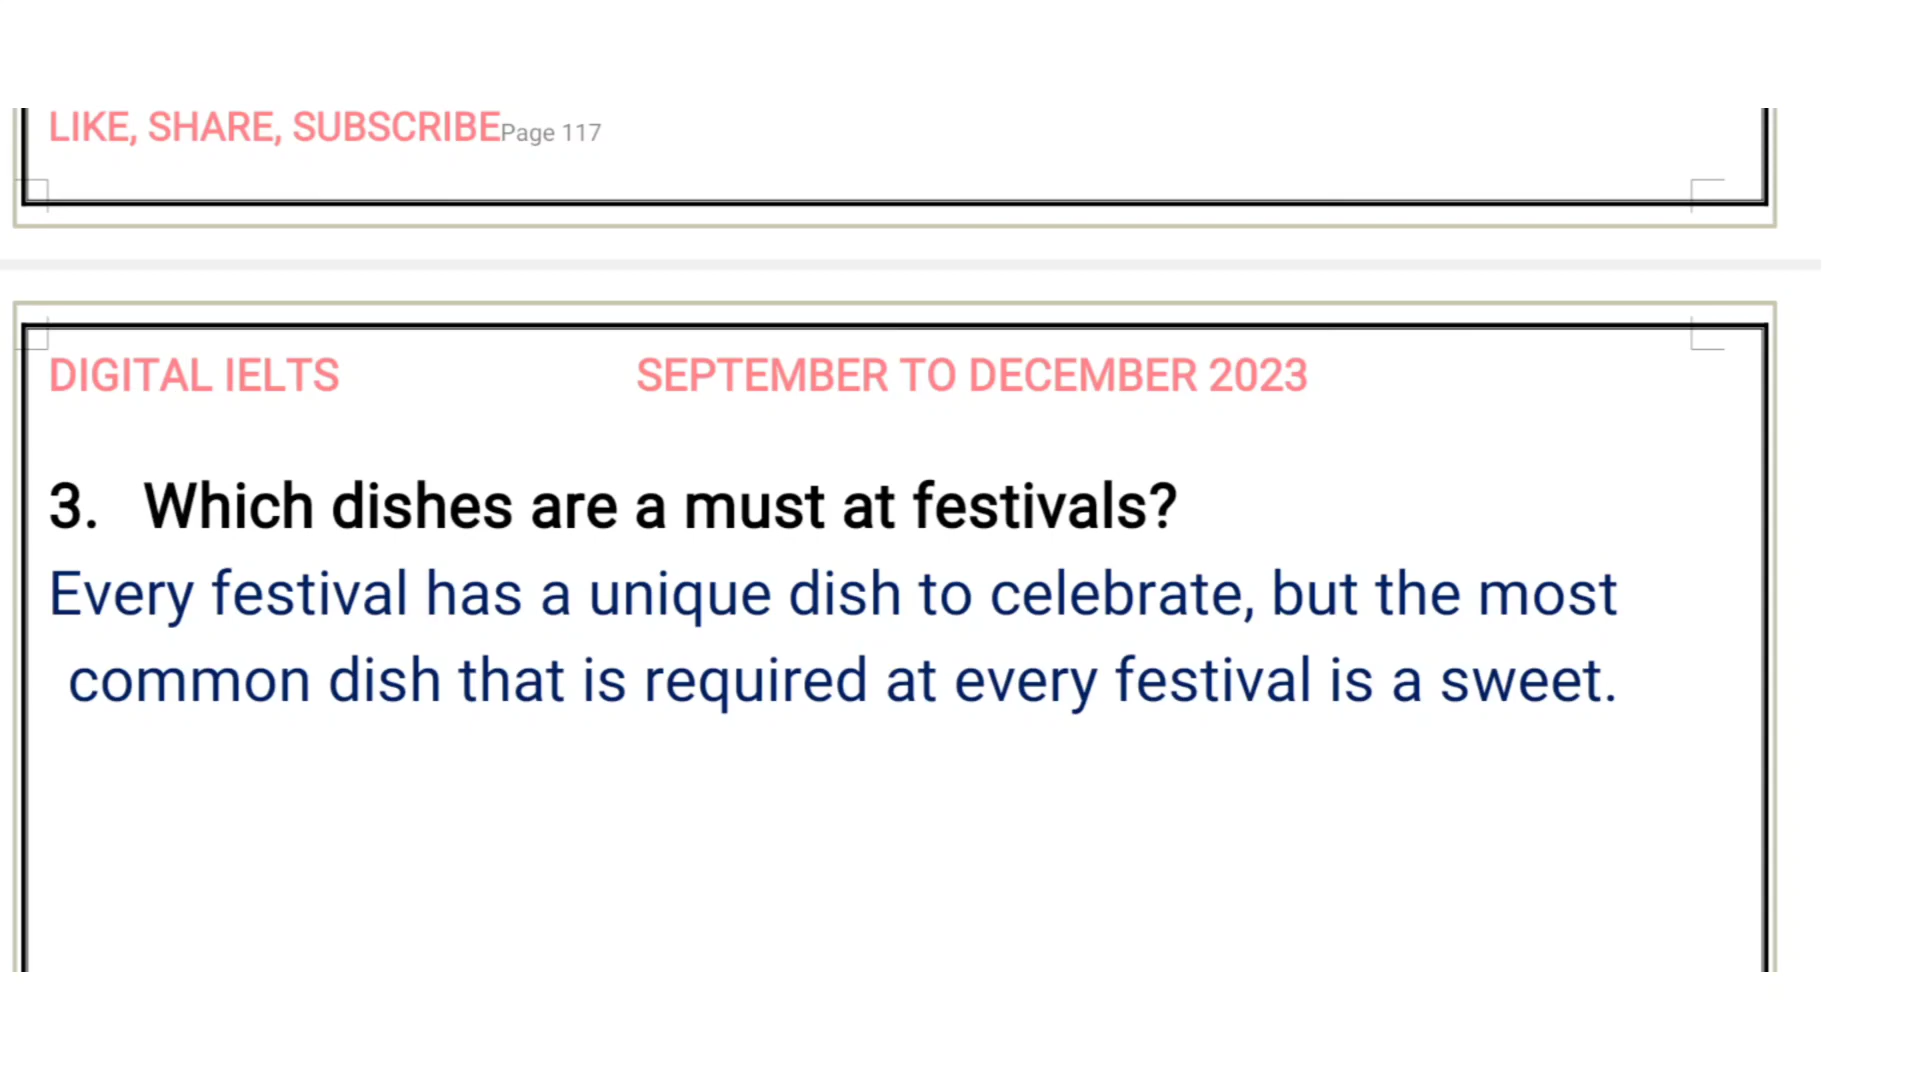 LIKE, SHARE, SUBSCRIBEPage 117
DIGITAL IELTS SEPTEMBER TO DECEMBER 2023
3. Which dishes are a must at festivals?
Every festival has a unique dish to celebrate, but the most
common dish that is required at every festival is a sweet.